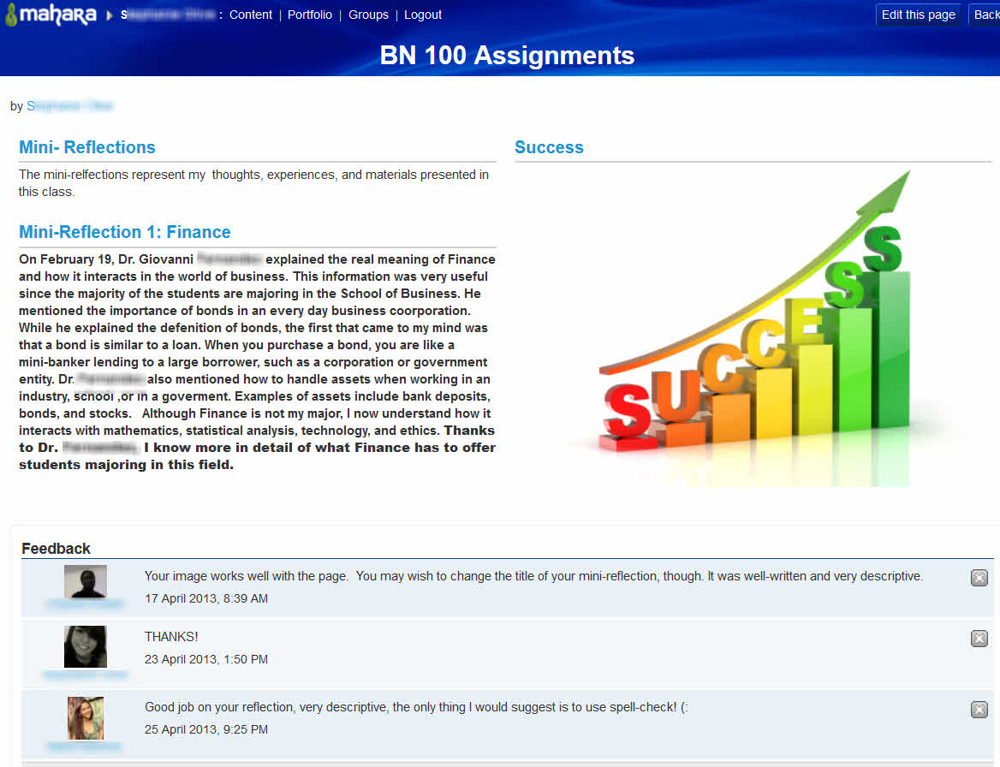 mahara S : Content | Portfolio | Groups | Logout
Edit this page Back
BN 100 Assignments
by S
Mini- Reflections
The mini-relfections represent my thoughts, experiences, and materials presented in
this class.
Mini-Reflection 1: Finance
On February 19, Dr. Giovanni explained the real meaning of Finance
and how it interacts in the world of business. This information was very useful
since the majority of the students are majoring in the School of Business. He
mentioned the importance of bonds in an every day business coorporation.
While he explained the defenition of bonds, the first that came to my mind was
that a bond is similar to a loan. When you purchase a bond, you are like a
mini-banker lending to a large borrower, such as a corporation or government
entity. Dr. also mentioned how to handle assets when working in an
industry, school ,or in a goverment. Examples of assets include bank deposits,
bonds, and stocks. Although Finance is not my major, I now understand how it
interacts with mathematics, statistical analysis, technology, and ethics. Thanks
to Dr. I know more in detail of what Finance has to offer
students majoring in this field.
Success
SUCCESS
Feedback
Your image works well with the page. You may wish to change the title of your mini-reflection, though. It was well-written and very descriptive.
17 April 2013, 8:39 AM
THANKS!
23 April 2013, 1:50 PM
Good job on your reflection, very descriptive, the only thing I would suggest is to use spell-check! (:
25 April 2013, 9:25 PM